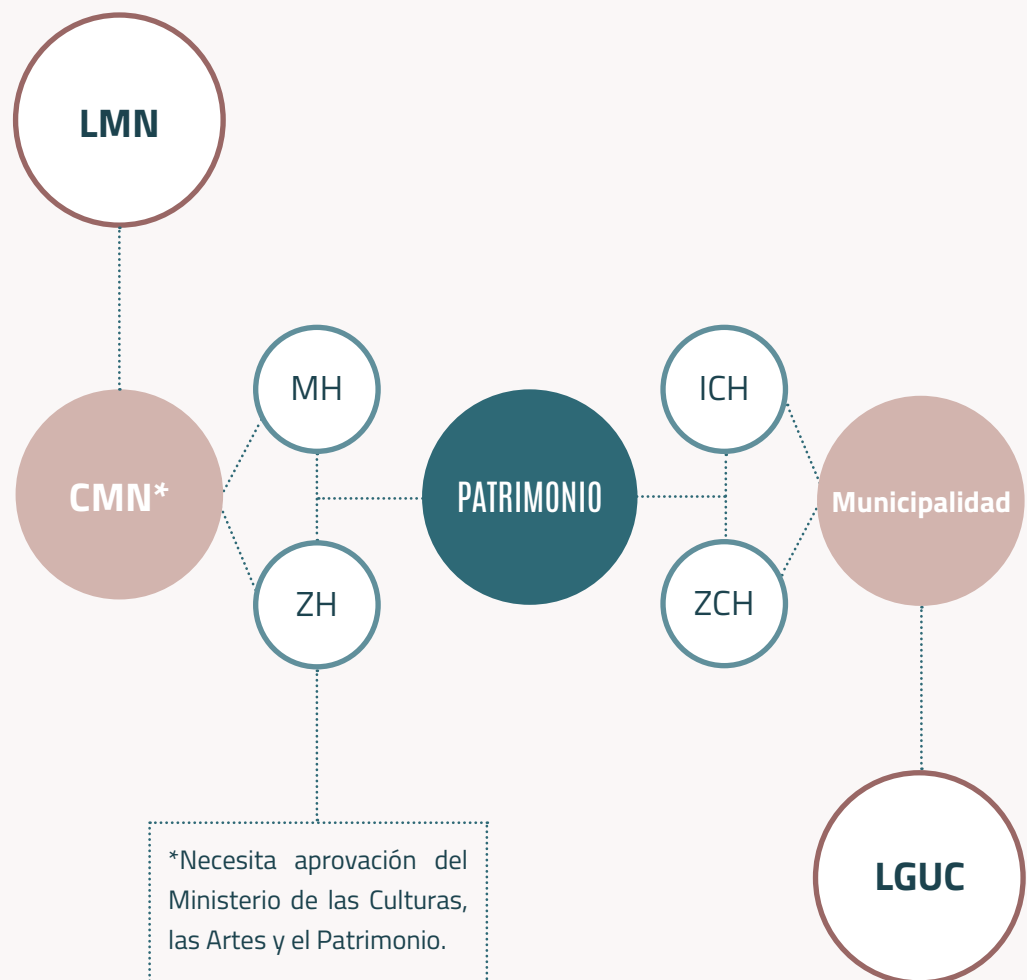 LMN
MH
ICH
CMN*
PATRIMONIO
Municipalidad
ZH
ZCH
*Necesita aprovación del
Ministerio de las Culturas,
las Artes y el Patrimonio.
LGUC